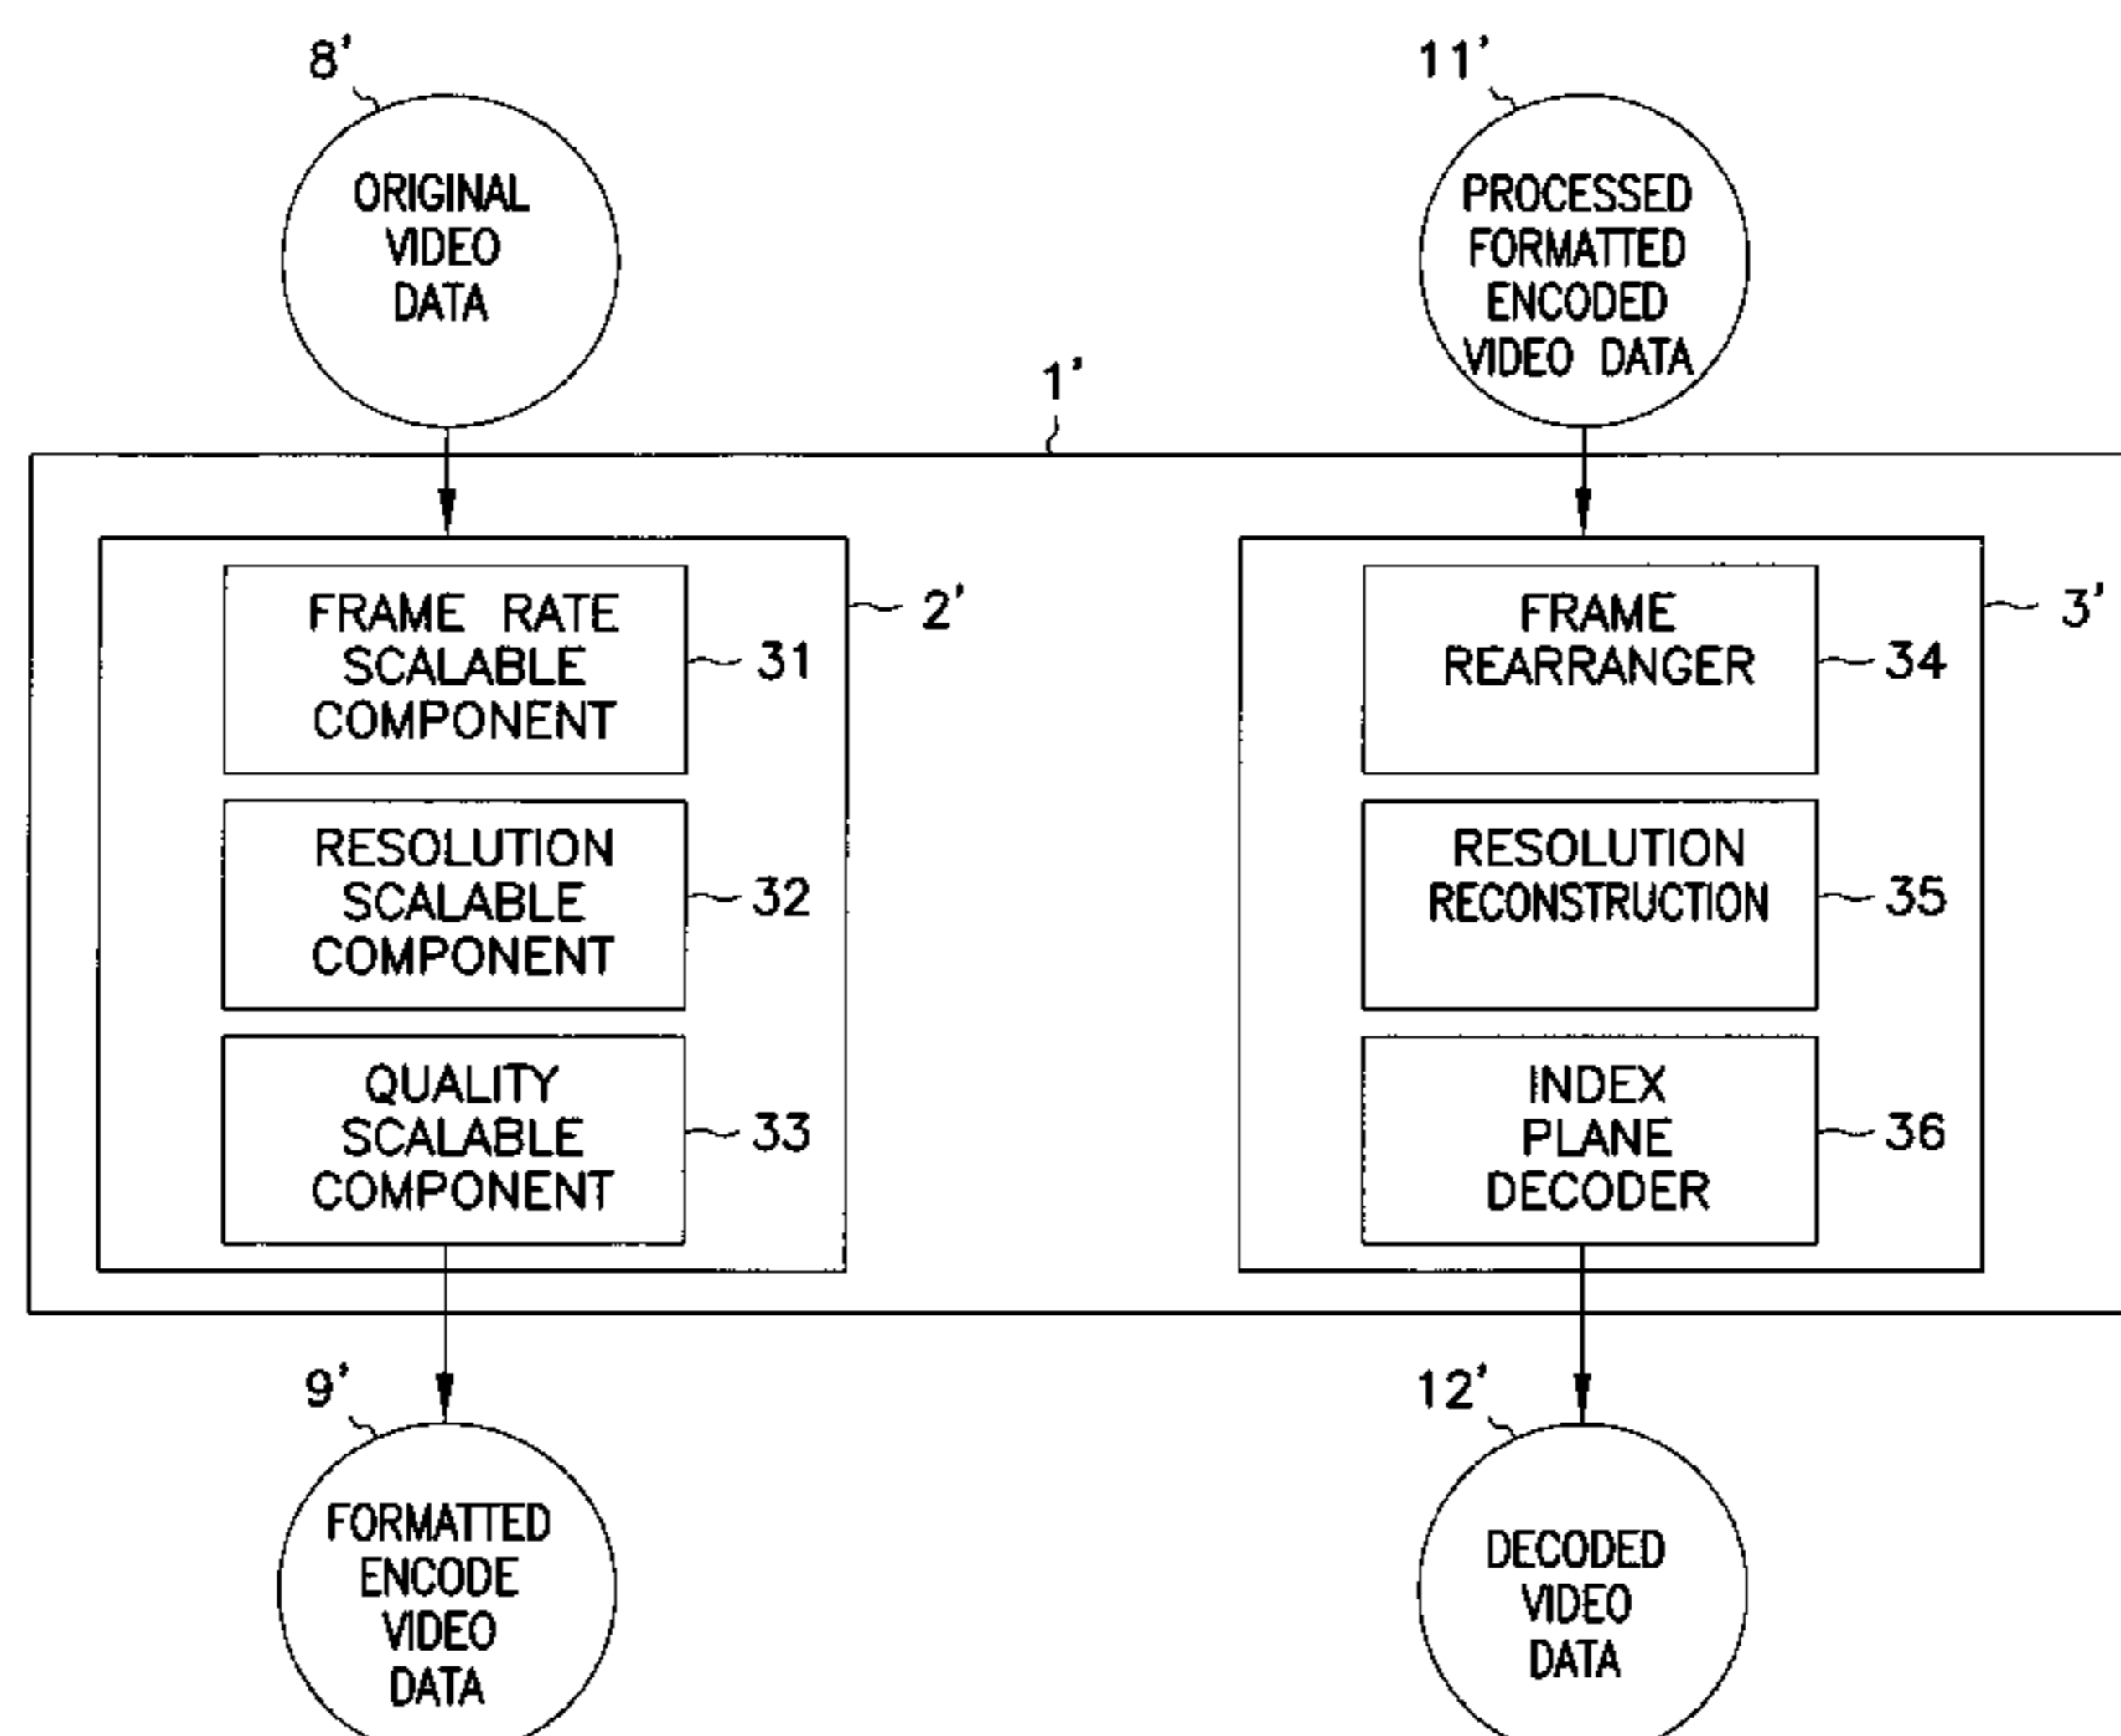 8'
ORIGINAL
VIDEO
DATA
11'
PROCESSED
FORMATTED
ENCODED
VIDEO DATA
1'
2'
FRAME RATE
SCALABLE
COMPONENT
31
RESOLUTION
SCALABLE
COMPONENT
32
QUALITY
SCALABLE
COMPONENT
33
3'
FRAME
REARRANGER
34
RESOLUTION
RECONSTRUCTION
35
INDEX
PLANE
DECODER
36
9'
FORMATTED
ENCODE
VIDEO
DATA
12'
DECODED
VIDEO
DATA